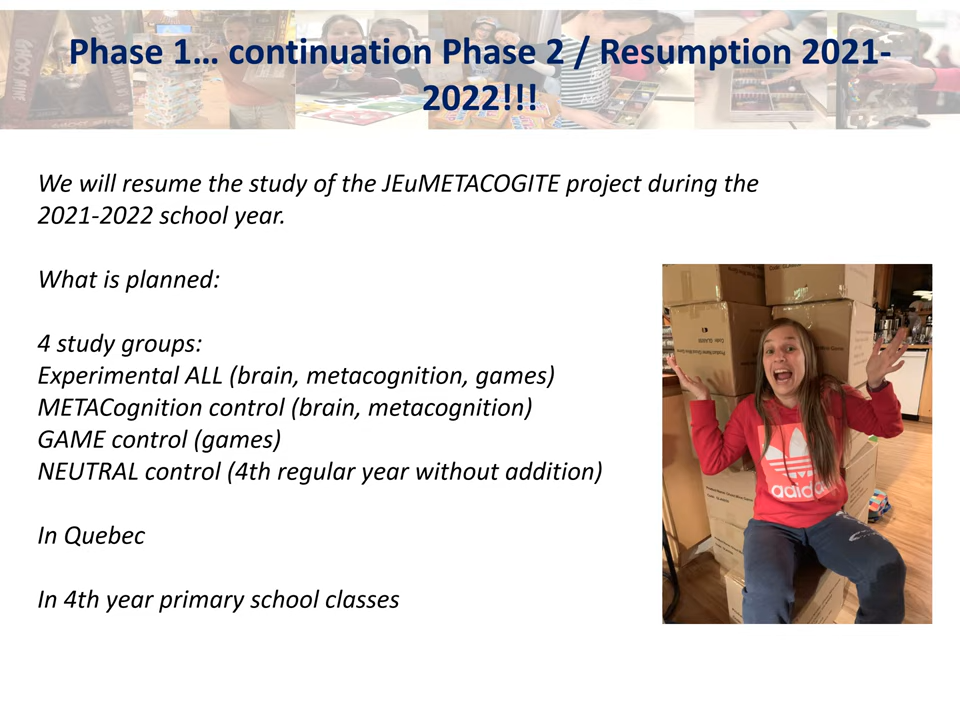 Phase 1… continuation Phase 2 / Resumption 2021-
2022!!!
We will resume the study of the JEuMETACOGITE project during the
2021-2022 school year.
What is planned:
4 study groups:
Experimental ALL (brain, metacognition, games)
METACognition control (brain, metacognition)
GAME control (games)
NEUTRAL control (4th regular year without addition)
In Quebec
In 4th year primary school classes
adidas